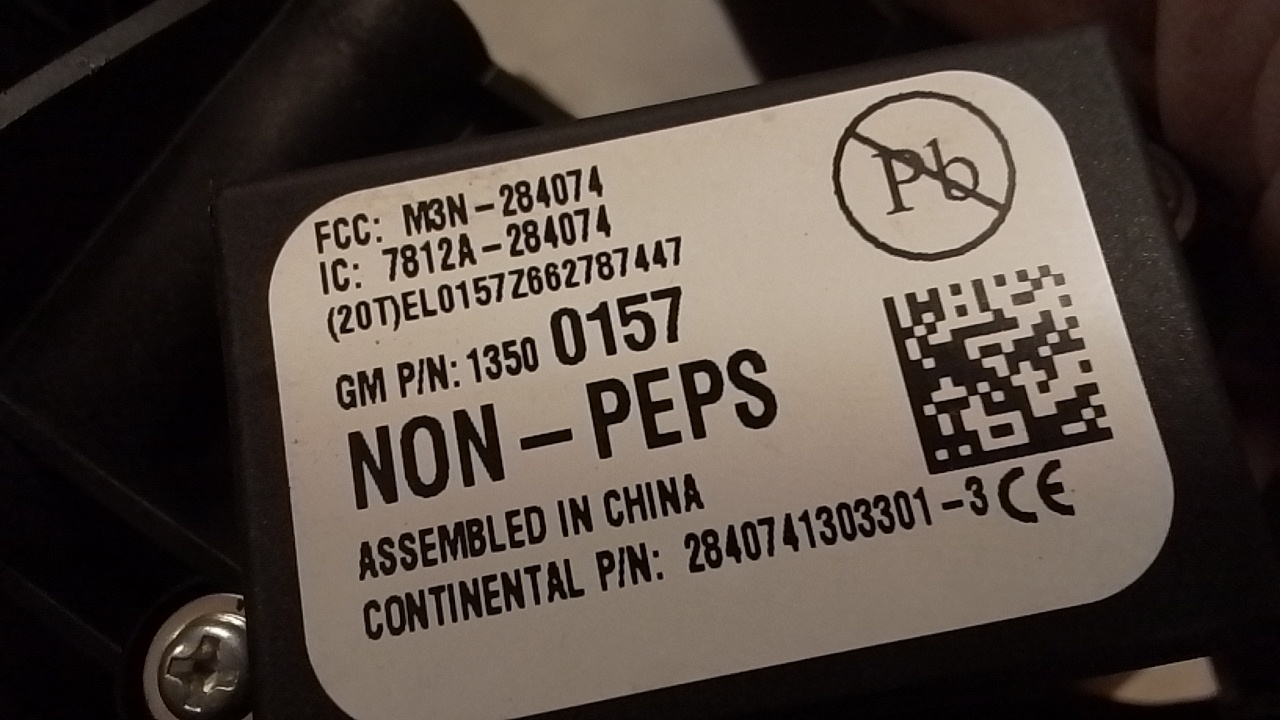 FCC: M3N-284074
IC: 7812A-284074
(20T)EL0157Z662787447
GM P/N: 1350 0157
NON-PEPS
ASSEMBLED IN CHINA
CONTINENTAL P/N: 2840741303301-3 CE
Pb